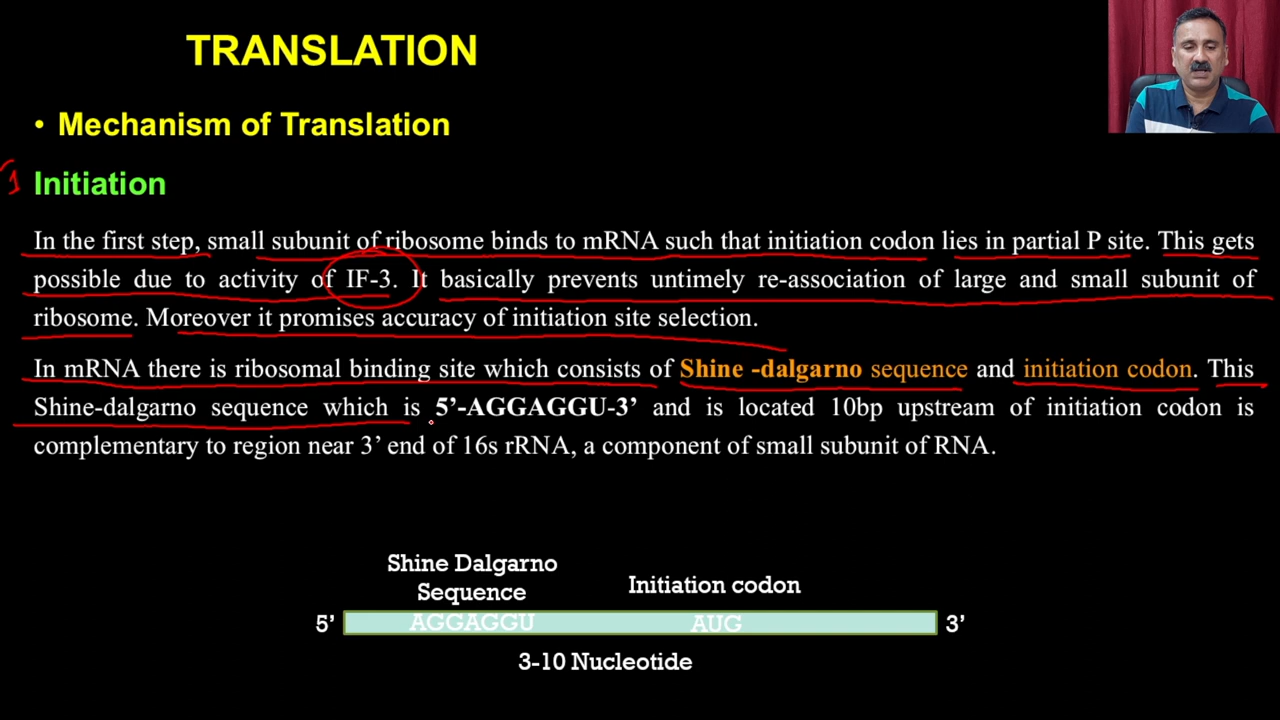 TRANSLATION
• Mechanism of Translation
1 Initiation
In the first step, small subunit of ribosome binds to mRNA such that initiation codon lies in partial P site. This gets
possible due to activity of IF-3. It basically prevents untimely re-association of large and small subunit of
ribosome. Moreover it promises accuracy of initiation site selection.
In mRNA there is ribosomal binding site which consists of Shine -dalgarno sequence and initiation codon. This
Shine-dalgarno sequence which is 5’-AGGAGGU-3’ and is located 10bp upstream of initiation codon is
complementary to region near 3’ end of 16s rRNA, a component of small subunit of RNA.
Shine Dalgarno
Sequence
Initiation codon
5’ AGGAGGU AUG 3’
3-10 Nucleotide